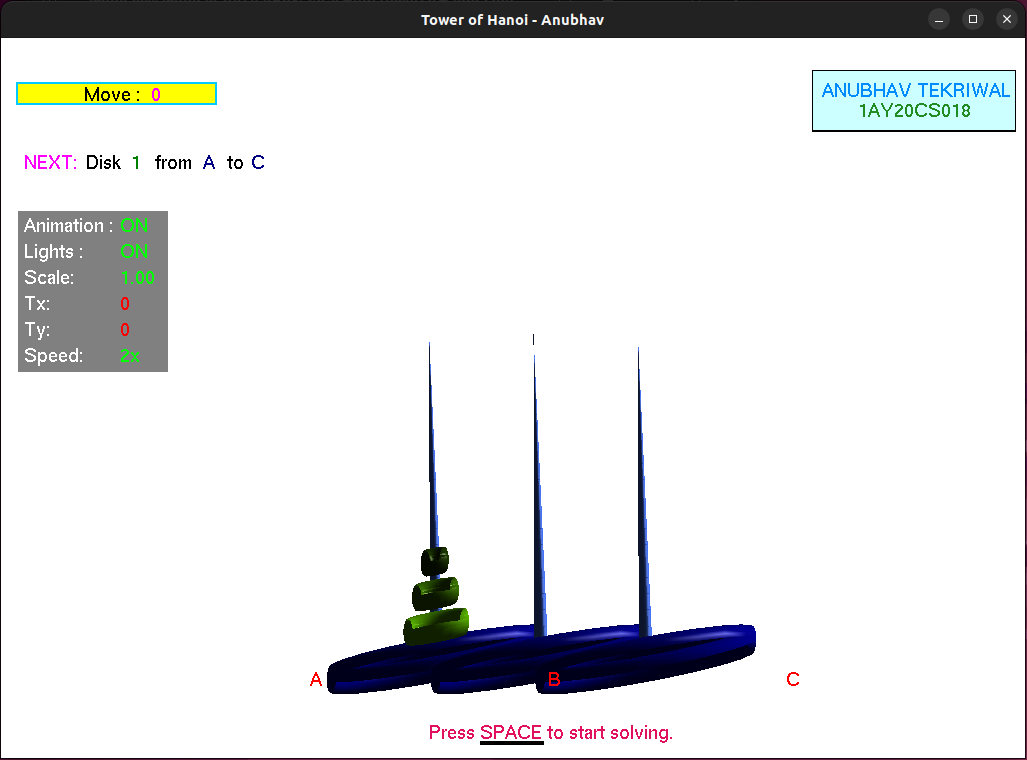 Tower of Hanoi - Anubhav
Move : 0
ANUBHAV TEKRIWAL
1AY20CS018
NEXT: Disk 1 from A to C
Animation : ON
Lights : ON
Scale: 1.00
Tx: 0
Ty: 0
Speed: 2x
A B C
Press SPACE to start solving.